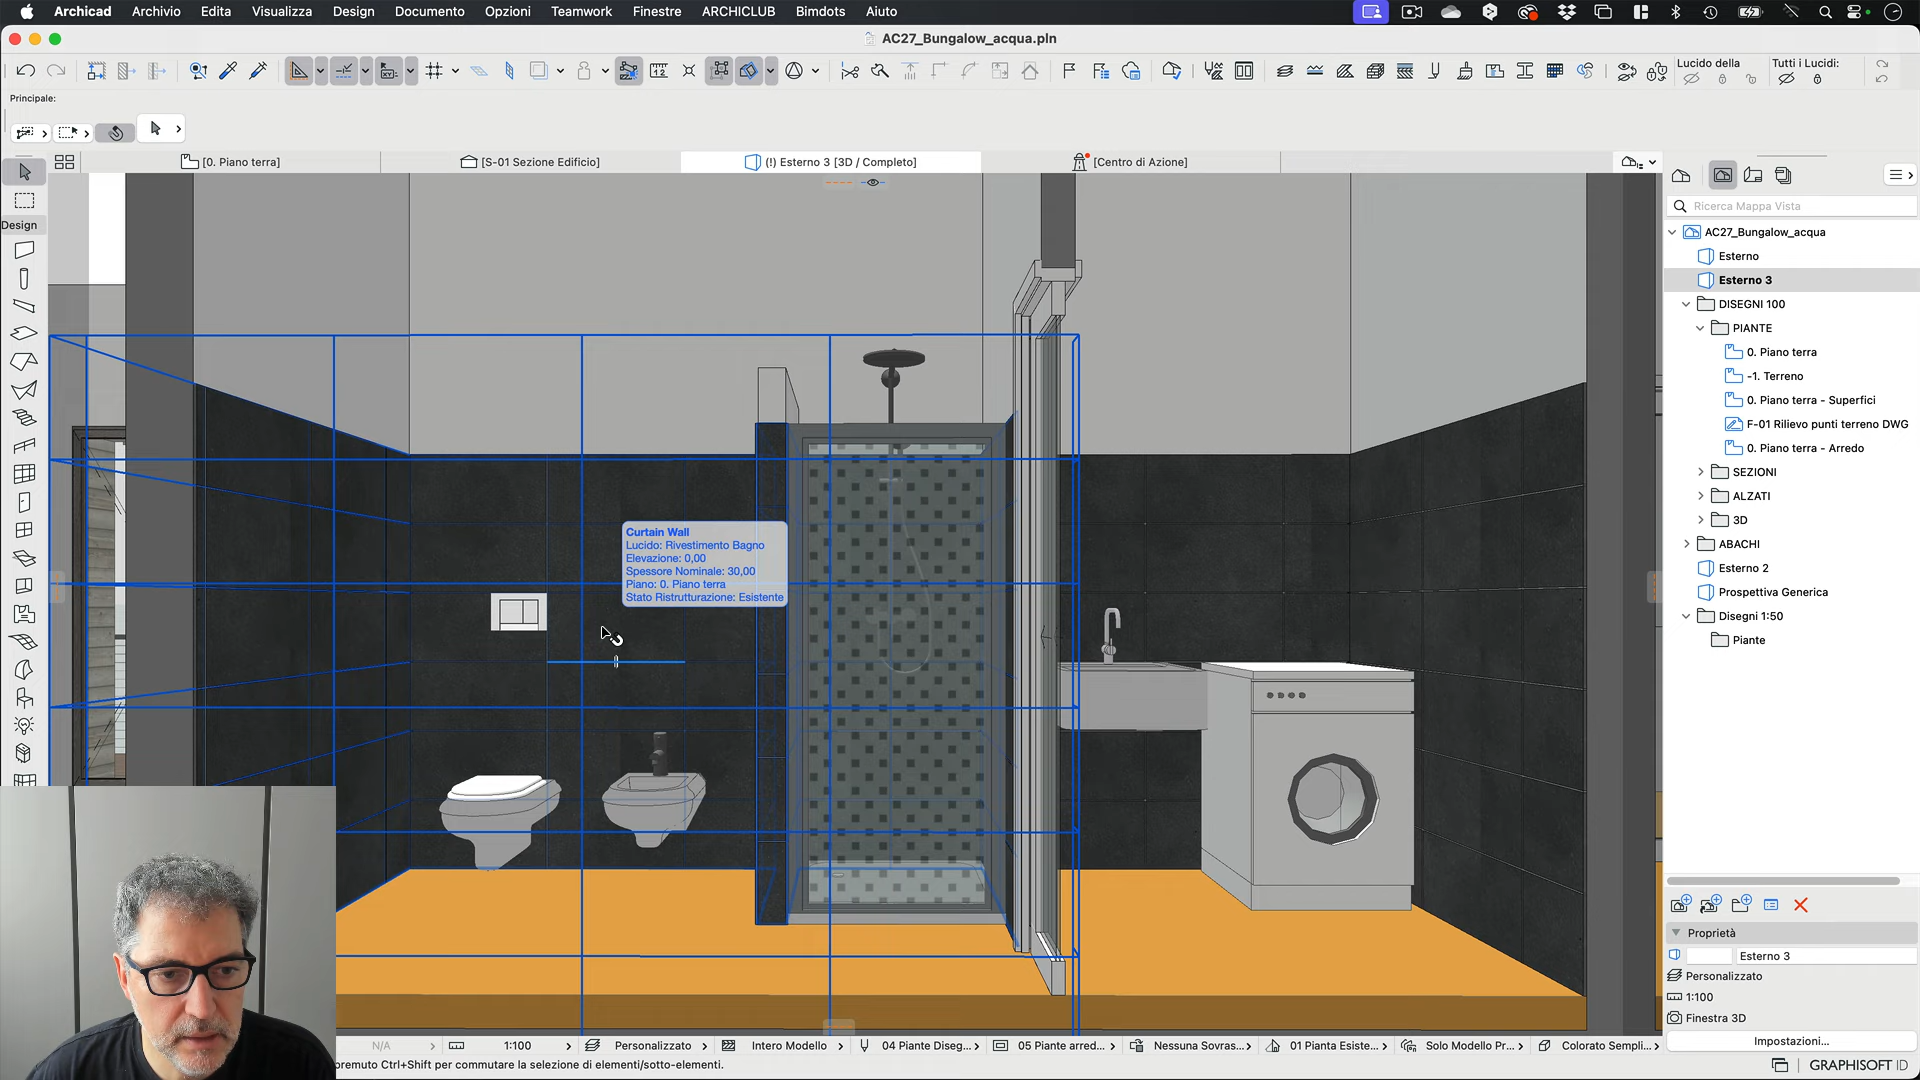 Archicad Archivio Edita Visualizza Design Documento Opzioni Teamwork Finestre ARCHICLUB Bimdots Aiuto
AC27_Bungalow_acqua.pln
Lucido della
Tutti i Lucidi:
Principale:
[0. Piano terra]
[S-01 Sezione Edificio]
(!) Esterno 3 [3D / Completo]
[Centro di Azione]
Design
Ricerca Mappa Vista
AC27_Bungalow_acqua
Esterno
Esterno 3
DISEGNI 100
PIANTE
0. Piano terra
-1. Terreno
0. Piano terra - Superfici
F-01 Rilievo punti terreno DWG
0. Piano terra - Arredo
SEZIONI
ALZATI
3D
ABACHI
Esterno 2
Prospettiva Generica
Disegni 1:50
Piante
Curtain Wall
Lucido: Rivestimento Bagno
Elevazione: 0,00
Spessore Nominale: 30,00
Piano: 0. Piano terra
Stato Ristrutturazione: Esistente
Proprietà
Esterno 3
Personalizzato
1:100
Finestra 3D
Impostazioni...
N/A
1:100
Personalizzato
Intero Modello
04 Piante Diseg...
05 Piante arred...
Nessuna Sovras...
01 Pianta Esiste...
Solo Modello Pr...
Colorato Sempli...
oremuto Ctrl+Shift per commutare la selezione di elementi/sotto-elementi.
GRAPHISOFT ID